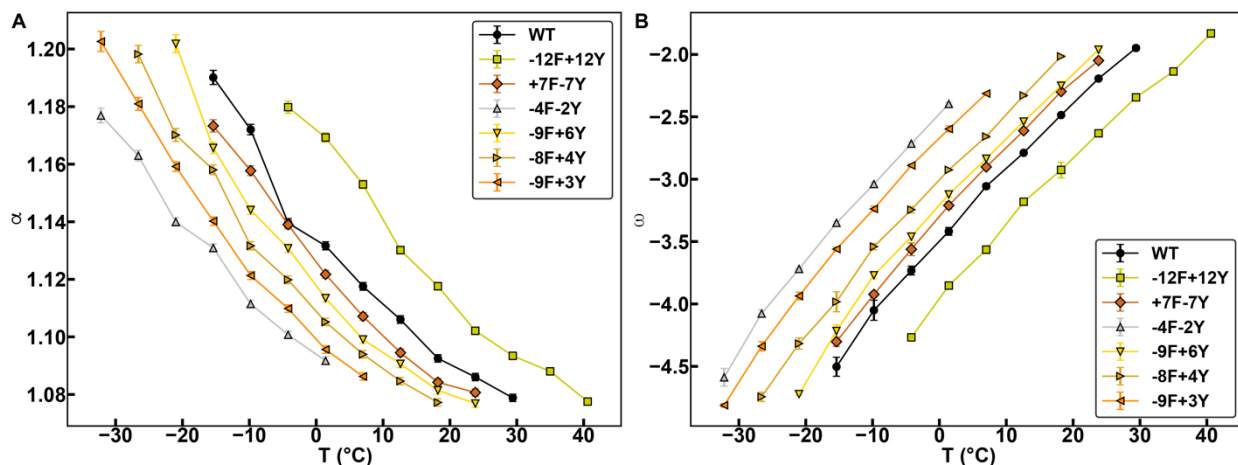 A
1.20
1.18
1.16
1.14
1.12
1.10
1.08
α
−30 −20 −10 0 10 20 30 40
T (°C)
WT
-12F+12Y
+7F-7Y
-4F-2Y
-9F+6Y
-8F+4Y
-9F+3Y
B
−2.0
−2.5
−3.0
−3.5
−4.0
−4.5
ω
−30 −20 −10 0 10 20 30 40
T (°C)
WT
-12F+12Y
+7F-7Y
-4F-2Y
-9F+6Y
-8F+4Y
-9F+3Y